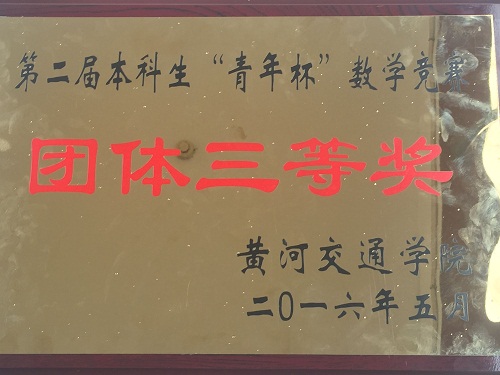 第二届本科生“青年杯”数学竞赛
团体三等奖
黄河交通学院
二〇一六年五月